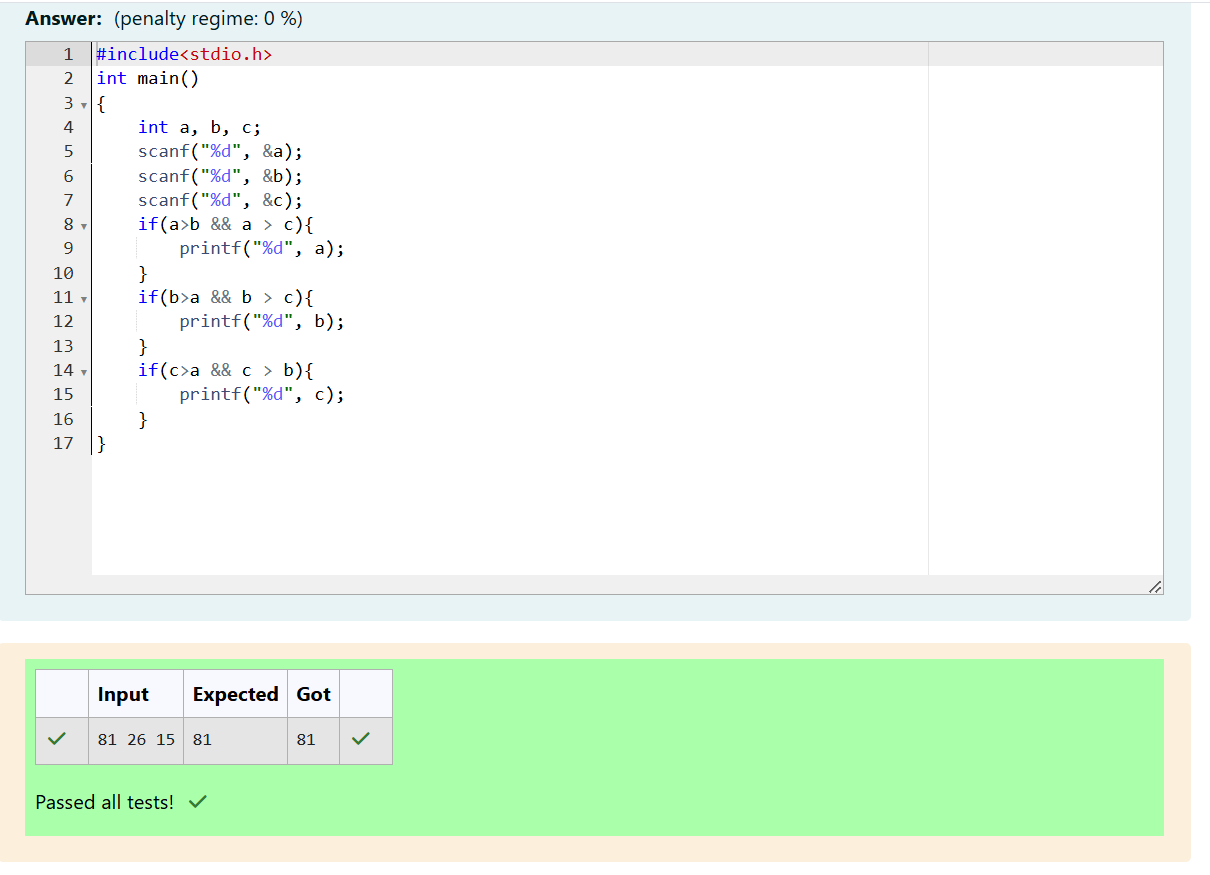 Answer: (penalty regime: 0 %)
1 #include<stdio.h>
2 int main()
3 {
4     int a, b, c;
5     scanf("%d", &a);
6     scanf("%d", &b);
7     scanf("%d", &c);
8     if(a>b && a > c){
9         printf("%d", a);
10     }
11     if(b>a && b > c){
12         printf("%d", b);
13     }
14     if(c>a && c > b){
15         printf("%d", c);
16     }
17 }
Input Expected Got
81 26 15 81 81
Passed all tests!